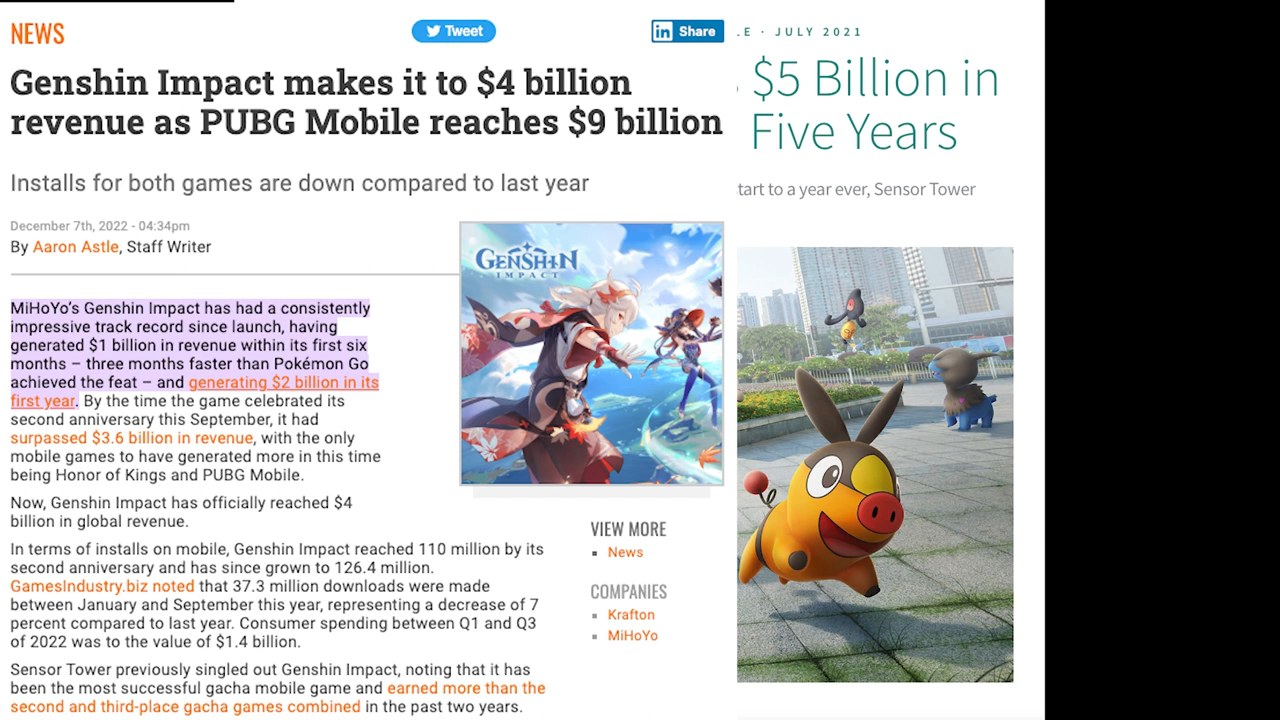 NEWS
Tweet
in Share
Genshin Impact makes it to $4 billion
revenue as PUBG Mobile reaches $9 billion
Installs for both games are down compared to last year
December 7th, 2022 - 04:34pm
By Aaron Astle, Staff Writer
GENSHIN
IMPACT
MiHoYo's Genshin Impact has had a consistently
impressive track record since launch, having
generated $1 billion in revenue within its first six
months – three months faster than Pokémon Go
achieved the feat – and generating $2 billion in its
first year. By the time the game celebrated its
second anniversary this September, it had
surpassed $3.6 billion in revenue, with the only
mobile games to have generated more in this time
being Honor of Kings and PUBG Mobile.
Now, Genshin Impact has officially reached $4
billion in global revenue.
In terms of installs on mobile, Genshin Impact reached 110 million by its
second anniversary and has since grown to 126.4 million.
GamesIndustry.biz noted that 37.3 million downloads were made
between January and September this year, representing a decrease of 7
percent compared to last year. Consumer spending between Q1 and Q3
of 2022 was to the value of $1.4 billion.
Sensor Tower previously singled out Genshin Impact, noting that it has
been the most successful gacha mobile game and earned more than the
second and third-place gacha games combined in the past two years.
VIEW MORE
News
COMPANIES
Krafton
MiHoYo
LE · JULY 2021
$5 Billion in
Five Years
tart to a year ever, Sensor Tower